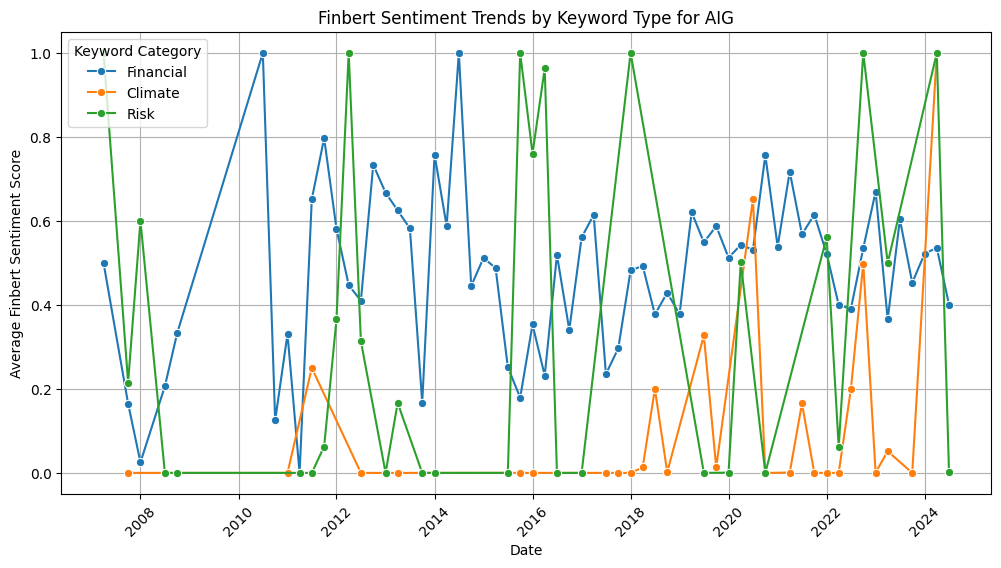 Finbert Sentiment Trends by Keyword Type for AIG
Keyword Category
Financial
Climate
Risk
Average Finbert Sentiment Score
1.0
0.8
0.6
0.4
0.2
0.0
2008
2010
2012
2014
2016
2018
2020
2022
2024
Date